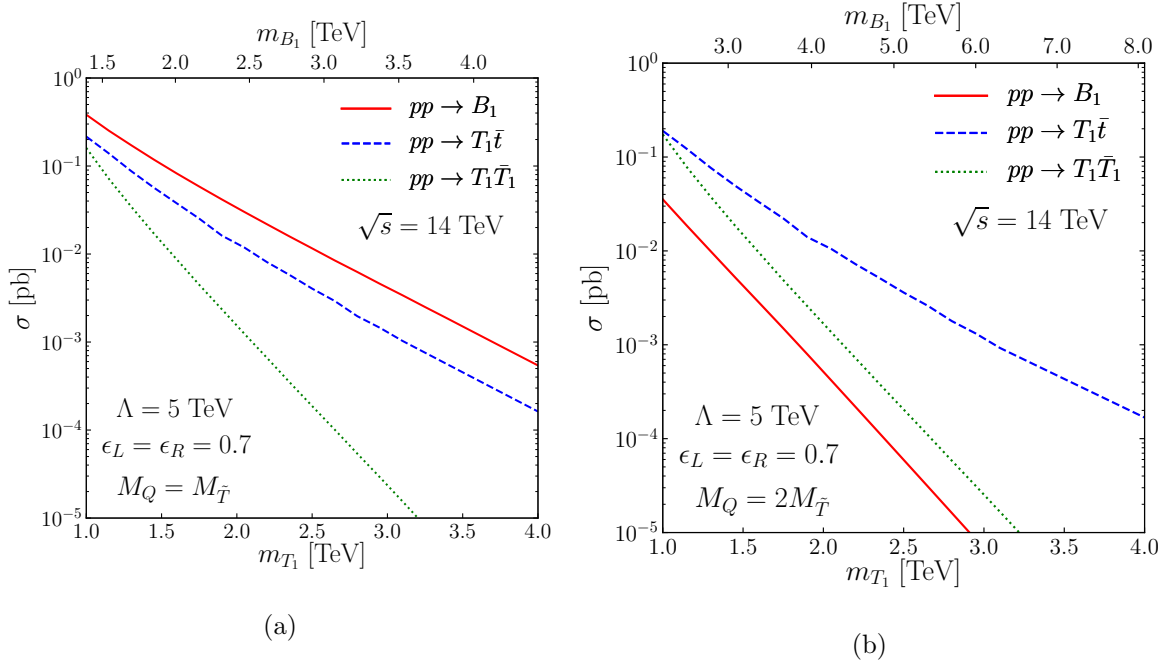 m_{B_1} [TeV]
1.5 2.0 2.5 3.0 3.5 4.0
10^0
10^{-1}
10^{-2}
10^{-3}
10^{-4}
10^{-5}
σ [pb]
pp → B_1
pp → T_1 t̄
pp → T_1 T̄_1
√s = 14 TeV
Λ = 5 TeV
ϵ_L = ϵ_R = 0.7
M_Q = M_{T̃}
1.0 1.5 2.0 2.5 3.0 3.5 4.0
m_{T_1} [TeV]
(a)
m_{B_1} [TeV]
3.0 4.0 5.0 6.0 7.0 8.0
10^0
10^{-1}
10^{-2}
10^{-3}
10^{-4}
10^{-5}
σ [pb]
pp → B_1
pp → T_1 t̄
pp → T_1 T̄_1
√s = 14 TeV
Λ = 5 TeV
ϵ_L = ϵ_R = 0.7
M_Q = 2M_{T̃}
1.0 1.5 2.0 2.5 3.0 3.5 4.0
m_{T_1} [TeV]
(b)